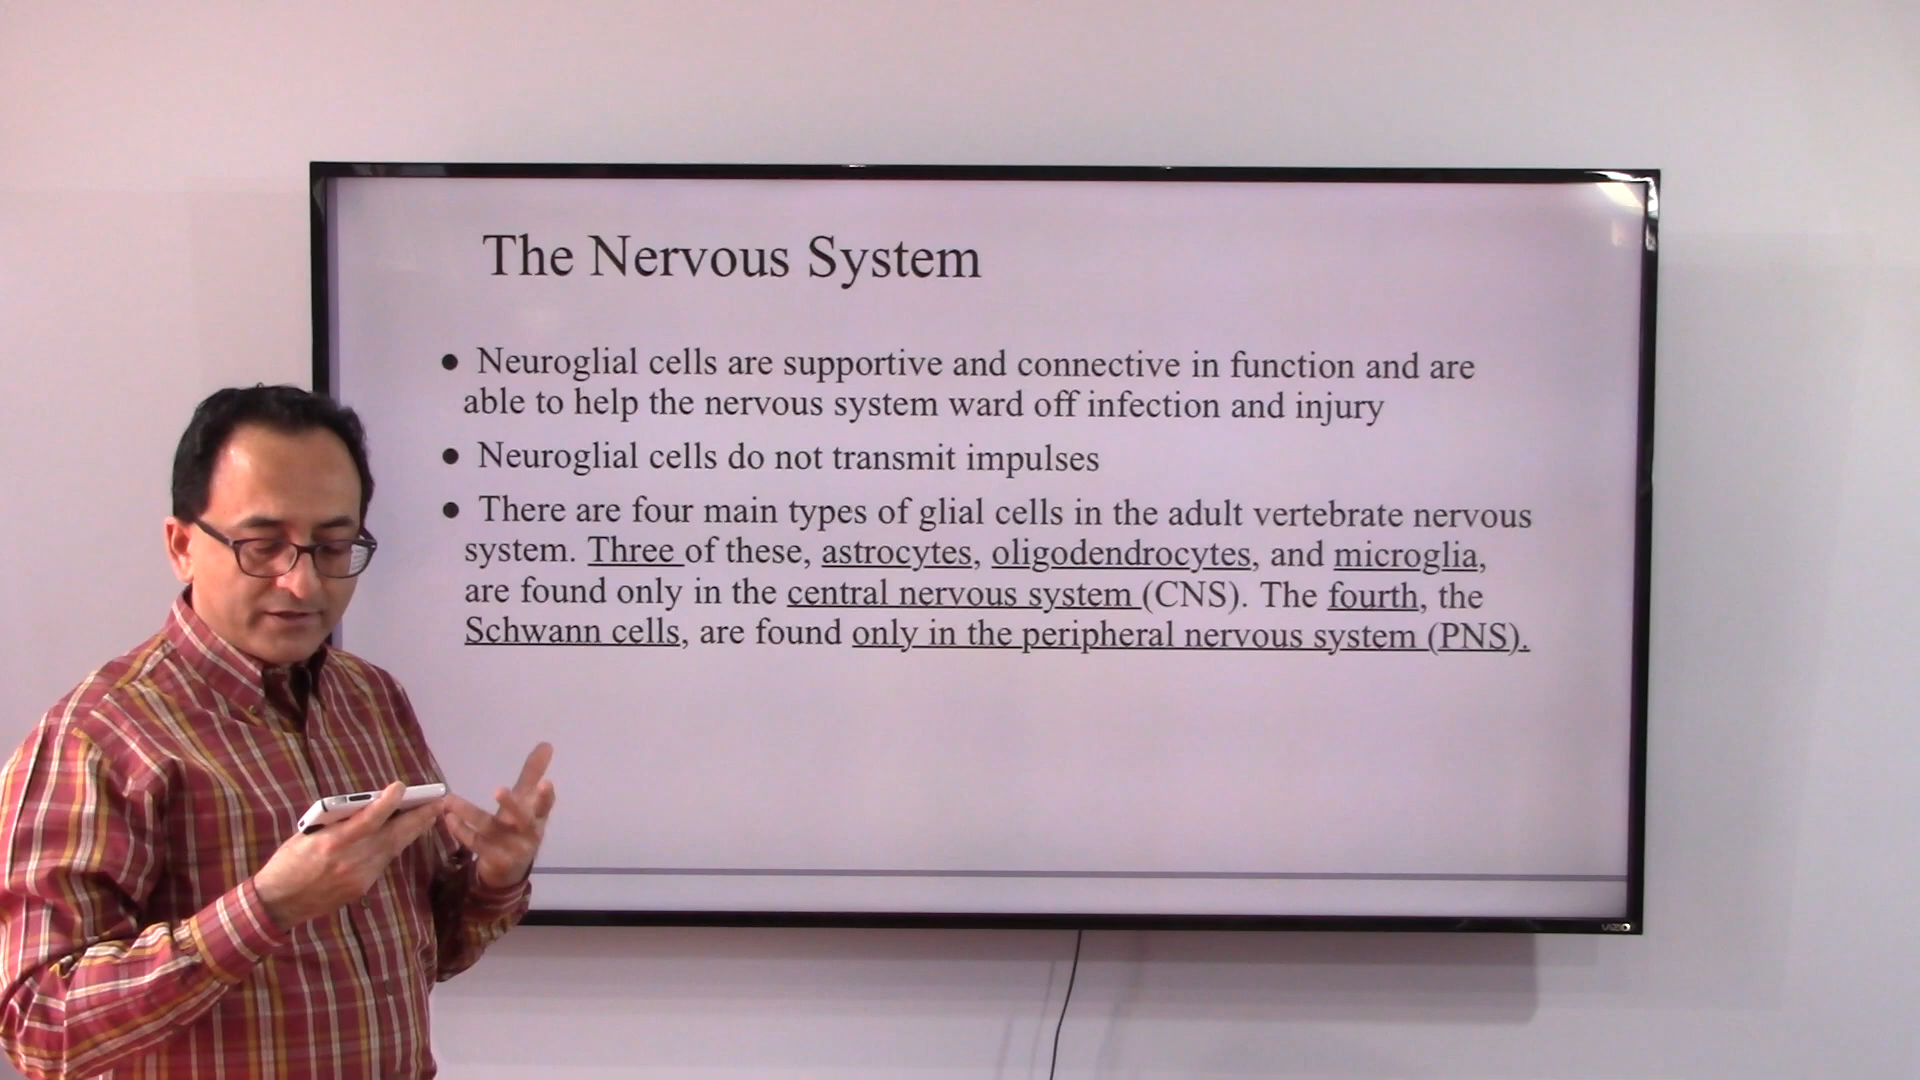 The Nervous System
● Neuroglial cells are supportive and connective in function and are
able to help the nervous system ward off infection and injury
● Neuroglial cells do not transmit impulses
● There are four main types of glial cells in the adult vertebrate nervous
system. Three of these, astrocytes, oligodendrocytes, and microglia,
are found only in the central nervous system (CNS). The fourth, the
Schwann cells, are found only in the peripheral nervous system (PNS).
VIZIO